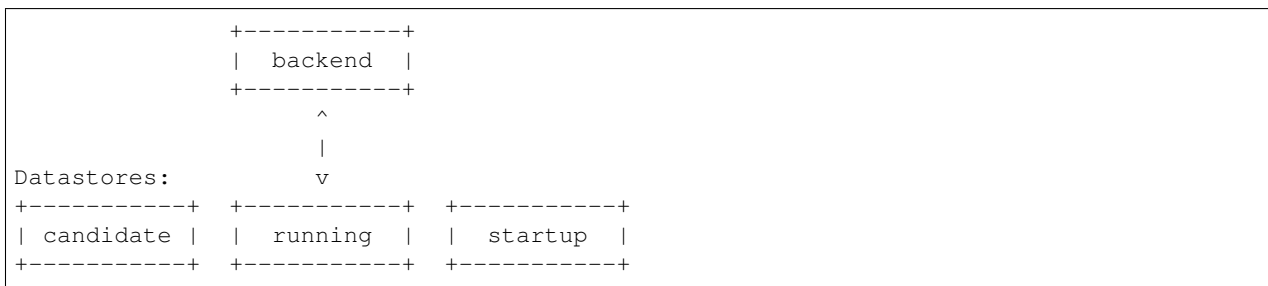 +-----------+
                |  backend  |
                +-----------+
                      ^
                      |
Datastores:           v
+-----------+   +-----------+   +-----------+
| candidate |   |  running  |   |  startup  |
+-----------+   +-----------+   +-----------+